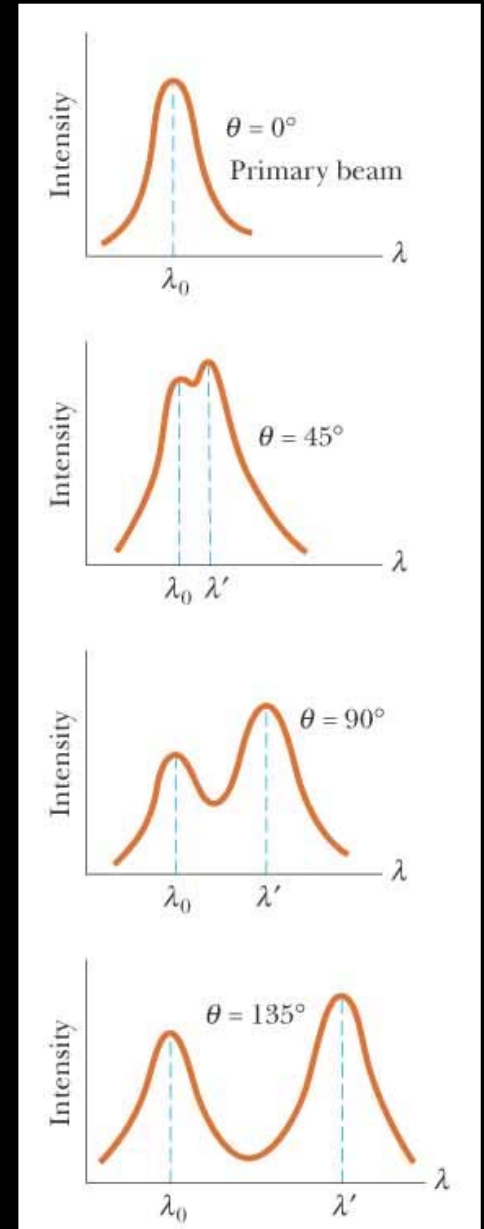 Intensity
θ = 0°
Primary beam
λ
λ₀
Intensity
θ = 45°
λ
λ₀ λ′
Intensity
θ = 90°
λ
λ₀ λ′
Intensity
θ = 135°
λ
λ₀ λ′